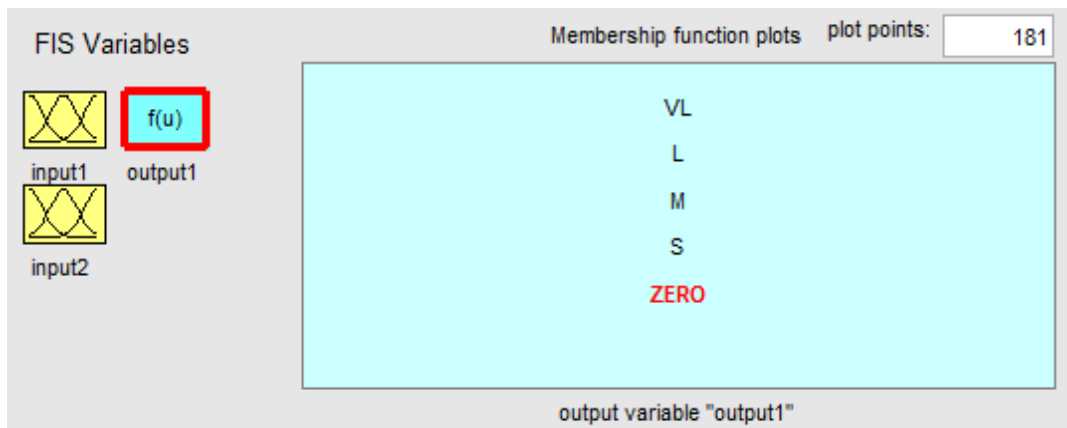 FIS Variables
Membership function plots
plot points:
181
f(u)
input1
output1
input2
VL
L
M
S
ZERO
output variable "output1"